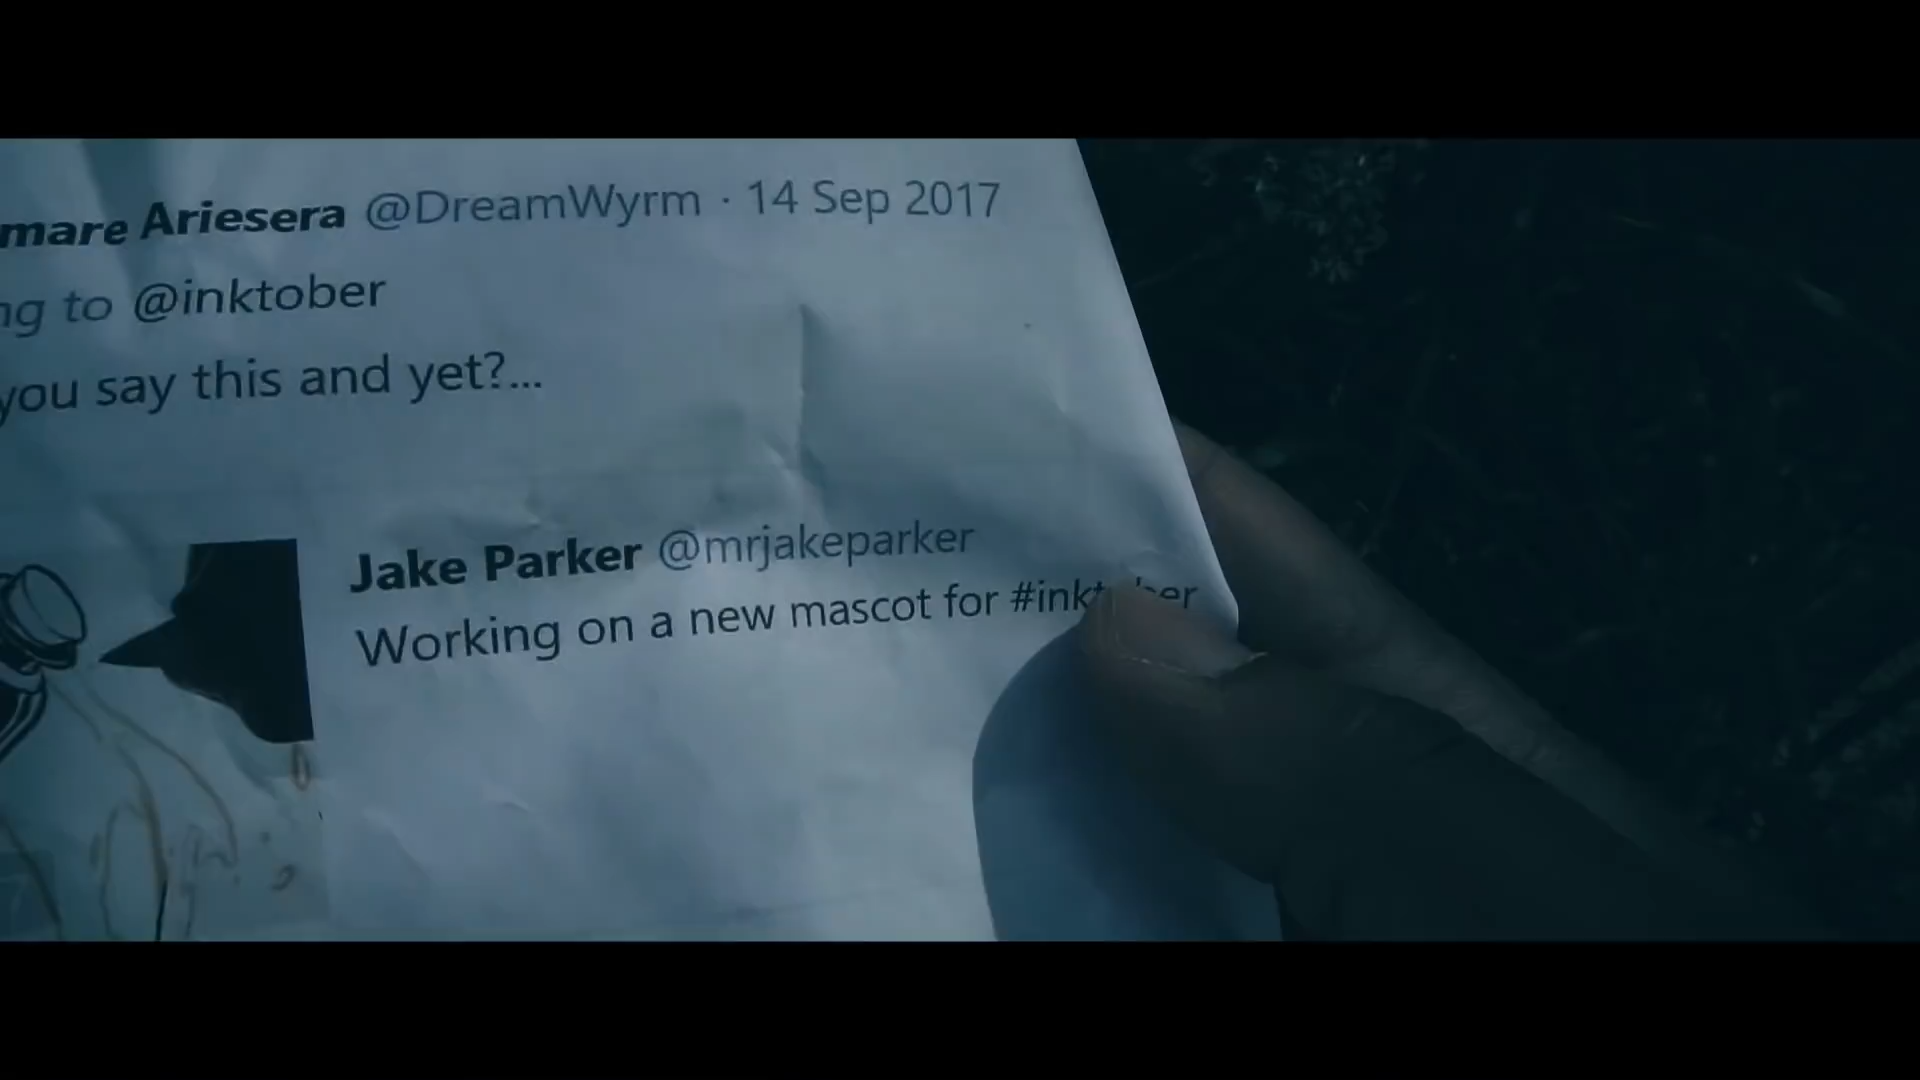 mare Ariesera @DreamWyrm · 14 Sep 2017
ng to @inktober
you say this and yet?...
Jake Parker @mrjakeparker
Working on a new mascot for